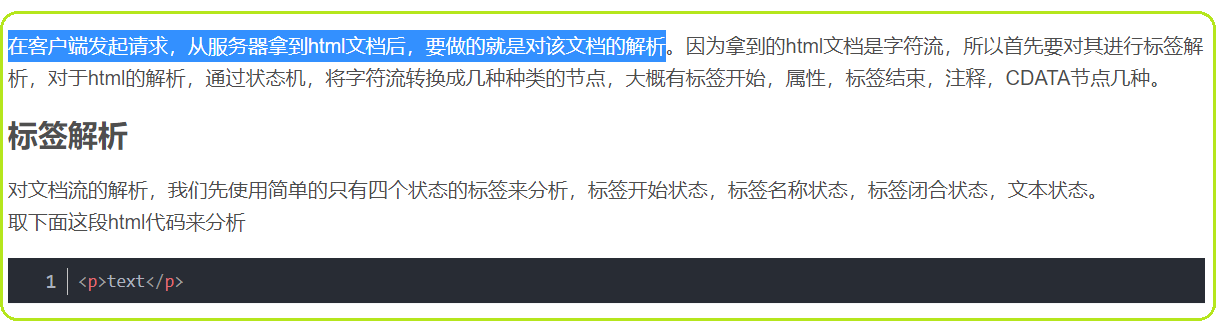 在客户端发起请求，从服务器拿到html文档后，要做的就是对该文档的解析。因为拿到的html文档是字符流，所以首先要对其进行标签解
析，对于html的解析，通过状态机，将字符流转换成几种种类的节点，大概有标签开始，属性，标签结束，注释，CDATA节点几种。
标签解析
对文档流的解析，我们先使用简单的只有四个状态的标签来分析，标签开始状态，标签名称状态，标签闭合状态，文本状态。
取下面这段html代码来分析
1 <p>text</p>